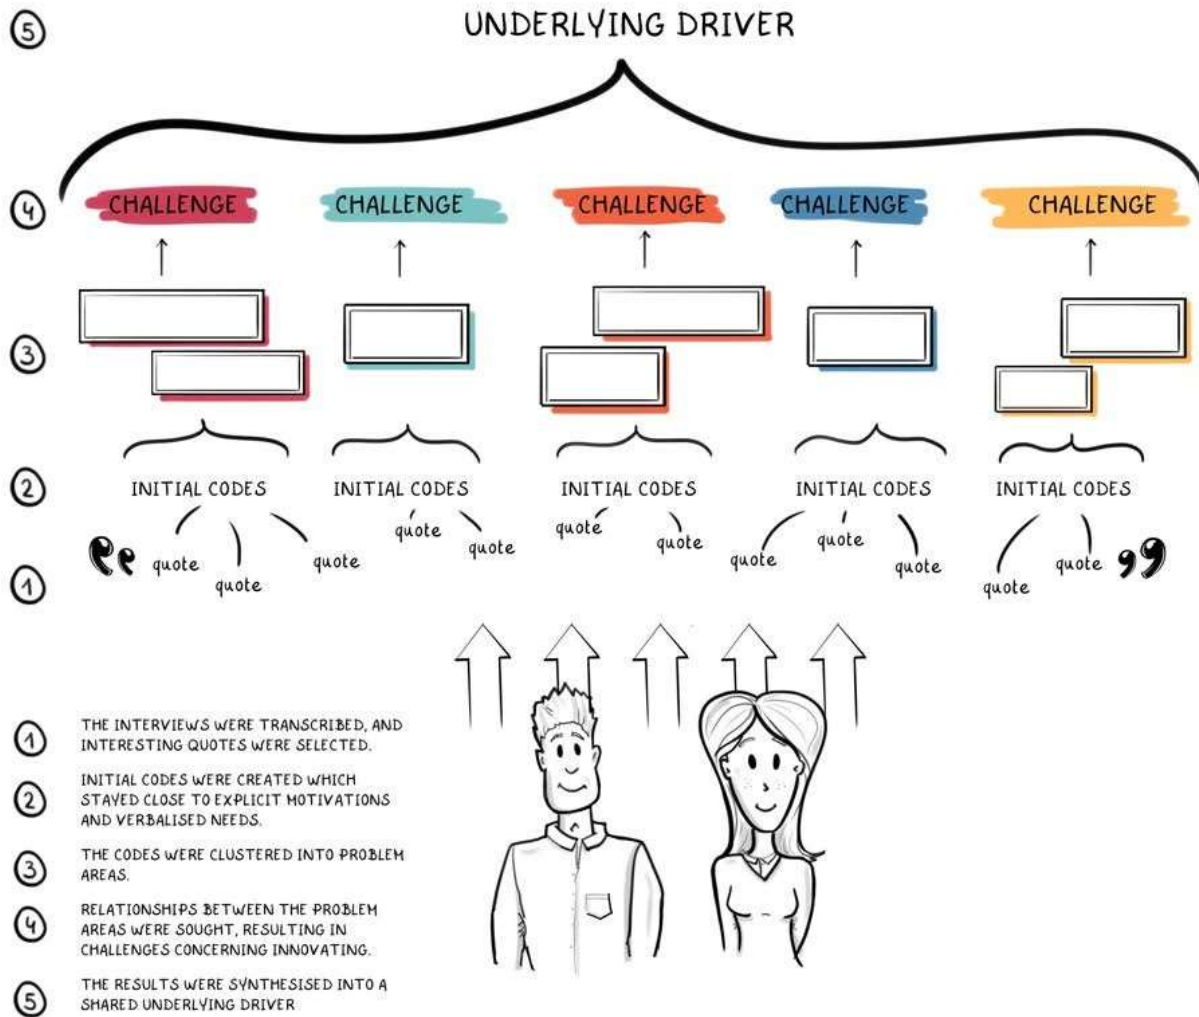 5 UNDERLYING DRIVER
4 CHALLENGE CHALLENGE CHALLENGE CHALLENGE CHALLENGE
3
2 INITIAL CODES INITIAL CODES INITIAL CODES INITIAL CODES INITIAL CODES
quote quote quote quote quote quote quote quote quote quote quote quote
1
1 THE INTERVIEWS WERE TRANSCRIBED, AND
INTERESTING QUOTES WERE SELECTED.
2 INITIAL CODES WERE CREATED WHICH
STAYED CLOSE TO EXPLICIT MOTIVATIONS
AND VERBALISED NEEDS.
3 THE CODES WERE CLUSTERED INTO PROBLEM
AREAS.
4 RELATIONSHIPS BETWEEN THE PROBLEM
AREAS WERE SOUGHT, RESULTING IN
CHALLENGES CONCERNING INNOVATING.
5 THE RESULTS WERE SYNTHESISED INTO A
SHARED UNDERLYING DRIVER